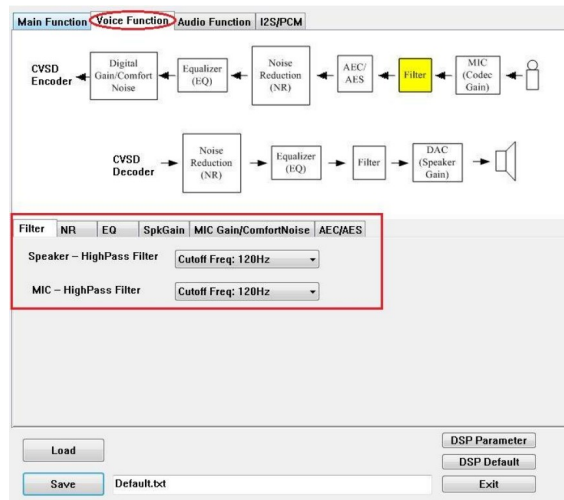 Main Function Voice Function Audio Function I2S/PCM
CVSD
Encoder
Digital
Gain/Comfort
Noise
Equalizer
(EQ)
Noise
Reduction
(NR)
AEC/
AES
Filter
MIC
(Codec
Gain)
CVSD
Decoder
Noise
Reduction
(NR)
Equalizer
(EQ)
Filter
DAC
(Speaker
Gain)
Filter NR EQ SpkGain MIC Gain/ComfortNoise AEC/AES
Speaker – HighPass Filter Cutoff Freq: 120Hz
MIC – HighPass Filter Cutoff Freq: 120Hz
Load
DSP Parameter
DSP Default
Save Default.txt Exit